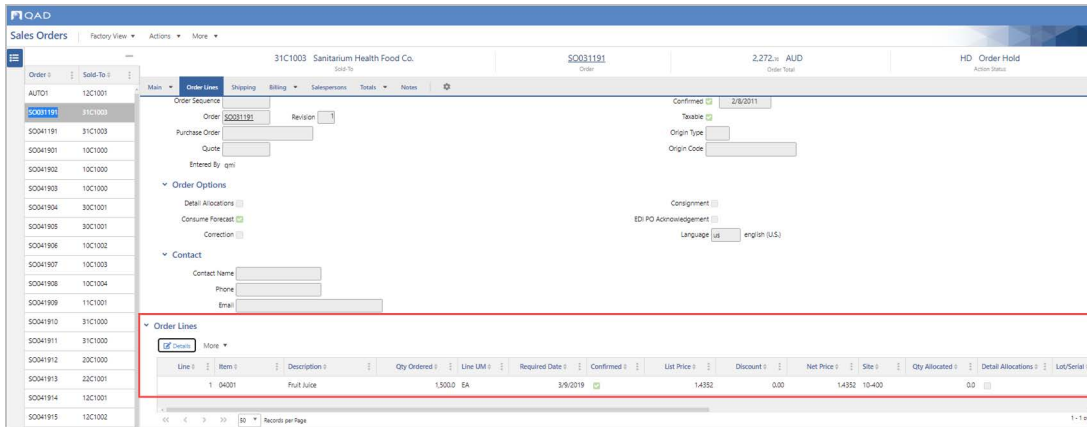 QAD
Sales Orders Factory View Actions More
31C1003 Sanitarium Health Food Co. SO031191 2,272.31 AUD HD Order Hold
Sold-To Order Order Total Action Status
Order Sold-To
Main Order Lines Shipping Billing Salespersons Totals Notes
AUTO1 12C1001
SO031191 31C1003
SO041191 31C1003
SO041901 10C1000
SO041902 10C1000
SO041903 10C1000
SO041904 30C1001
SO041905 30C1001
SO041906 10C1002
SO041907 10C1003
SO041908 10C1004
SO041909 11C1001
SO041910 31C1000
SO041911 31C1000
SO041912 20C1000
SO041913 22C1001
SO041914 12C1001
SO041915 12C1002
Order Sequence Confirmed 2/8/2011
Order SO031191 Revision 1 Taxable
Purchase Order Origin Type
Quote Origin Code
Entered By qmi
Order Options
Detail Allocations Consignment
Consume Forecast EDI PO Acknowledgement
Correction Language us english (U.S.)
Contact
Contact Name
Phone
Email
Order Lines
Details More
Line Item Description Qty Ordered Line UM Required Date Confirmed List Price Discount Net Price Site Qty Allocated Detail Allocations Lot/Serial
1 04001 Fruit Juice 1,500.0 EA 3/9/2019 1.4352 0.00 1.4352 10-400 0.0
50 Records per Page 1 - 1 o